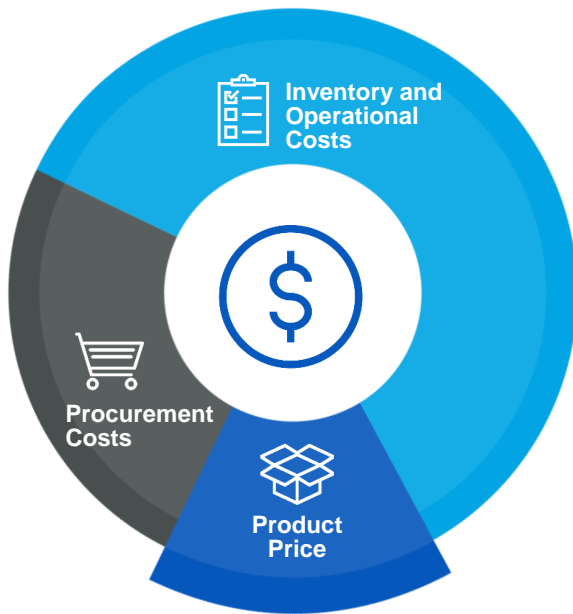 Inventory and
Operational
Costs
$
Procurement
Costs
Product
Price